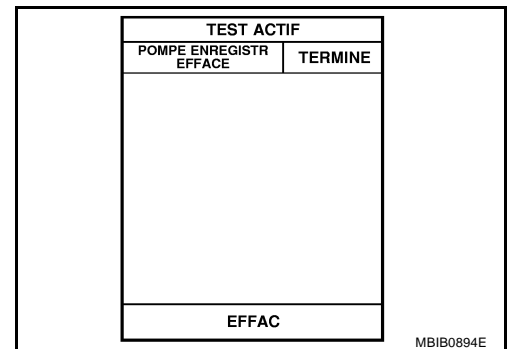 TEST ACTIF
POMPE ENREGISTR
EFFACE
TERMINE
EFFAC
MBIB0894E